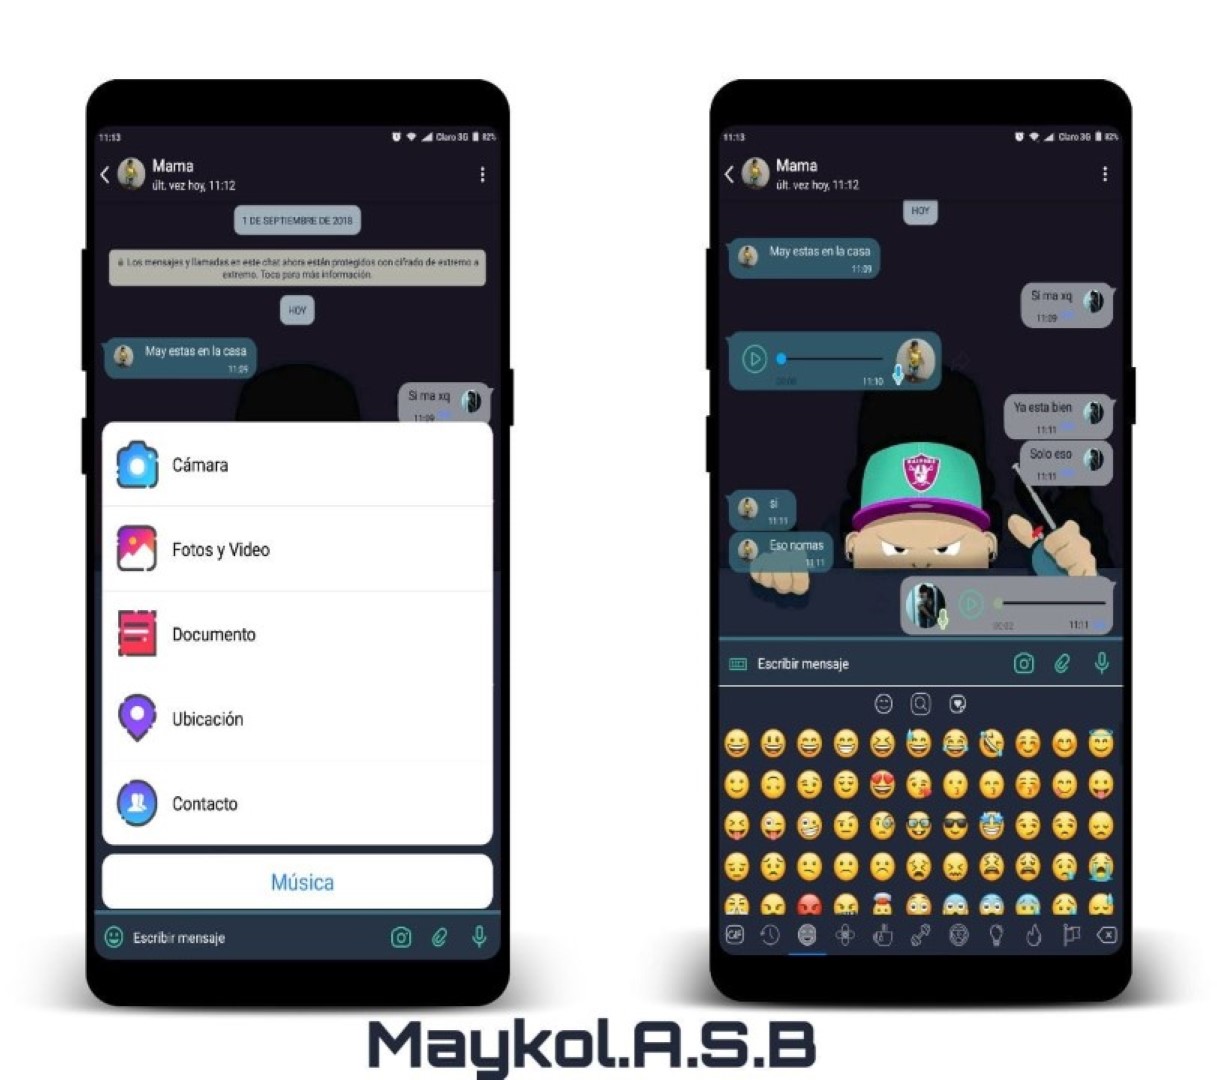 11:13
Claro 3G 82%
Mama
últ. vez hoy, 11:12
1 DE SEPTIEMBRE DE 2018
Los mensajes y llamadas en este chat ahora están protegidos con cifrado de extremo a
extremo. Toca para más información.
HOY
May estas en la casa
11:09
Si ma xq
11:09
Cámara
Fotos y Video
Documento
Ubicación
Contacto
Música
Escribir mensaje
11:13
Claro 3G 82%
Mama
últ. vez hoy, 11:12
HOY
May estas en la casa
11:09
Si ma xq
11:09
11:10
Ya esta bien
11:11
Solo eso
11:11
RAIDERS
si
11:11
Eso nomas
11:11
00:02 11:11
Escribir mensaje
GIF
Maykol.A.S.B